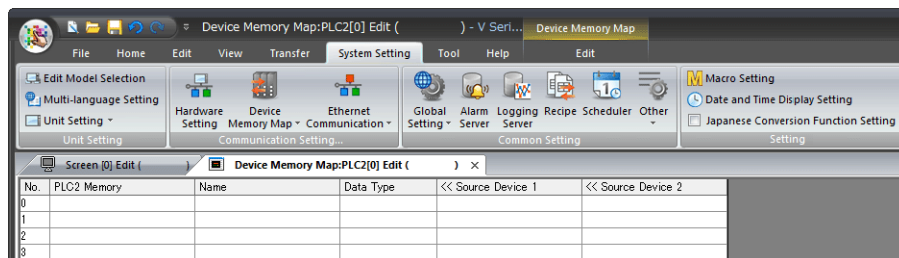 Device Memory Map:PLC2[0] Edit (          ) - V Seri... Device Memory Map
File Home Edit View Transfer System Setting Tool Help Edit
Edit Model Selection
Multi-language Setting
Unit Setting
Unit Setting
Hardware Setting
Device Memory Map
Ethernet Communication
Communication Setting...
Global Setting
Alarm Server
Logging Server
Recipe
Scheduler
Other
Common Setting
Macro Setting
Date and Time Display Setting
Japanese Conversion Function Setting
Setting
Screen [0] Edit (          ) Device Memory Map:PLC2[0] Edit (          ) ×
No. PLC2 Memory Name Data Type << Source Device 1 << Source Device 2
0
1
2
3